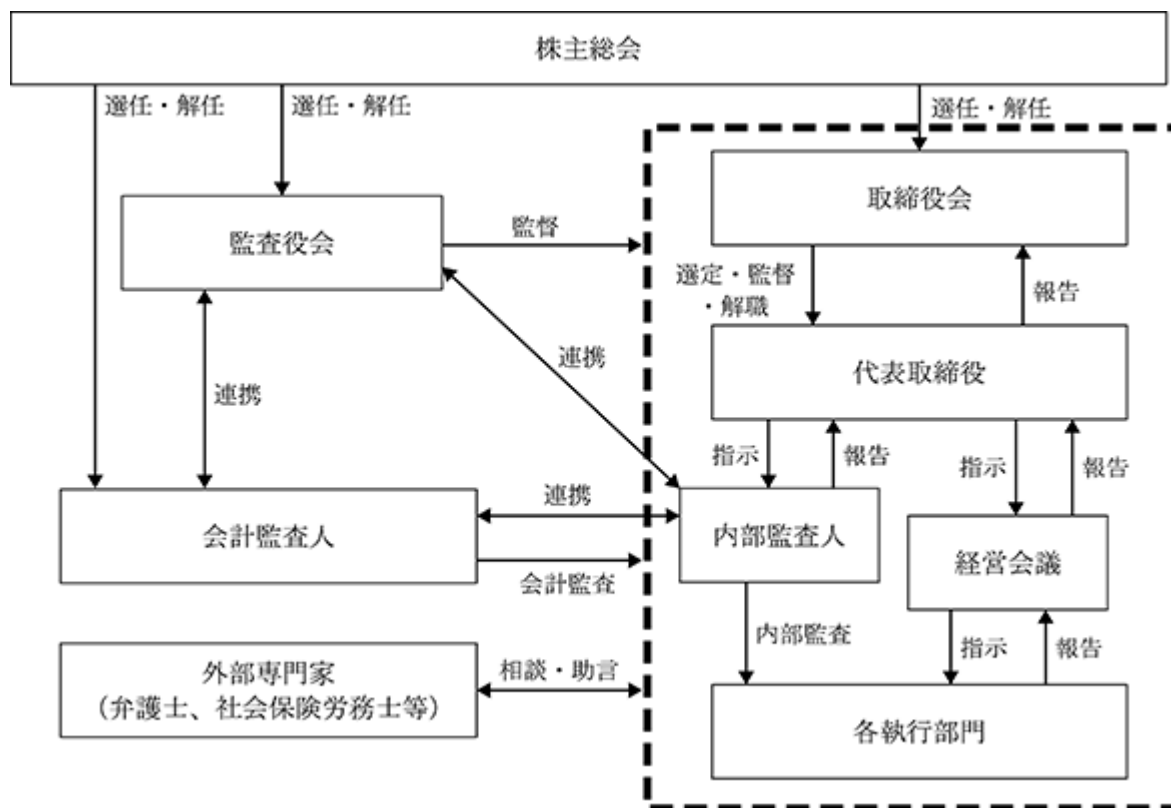 株主総会
選任・解任
選任・解任
選任・解任
取締役会
監査役会
監督
選定・監督
・解職
報告
代表取締役
連携
連携
指示
報告
指示
報告
連携
会計監査人
内部監査人
経営会議
会計監査
内部監査
指示
報告
外部専門家
（弁護士、社会保険労務士等）
相談・助言
各執行部門